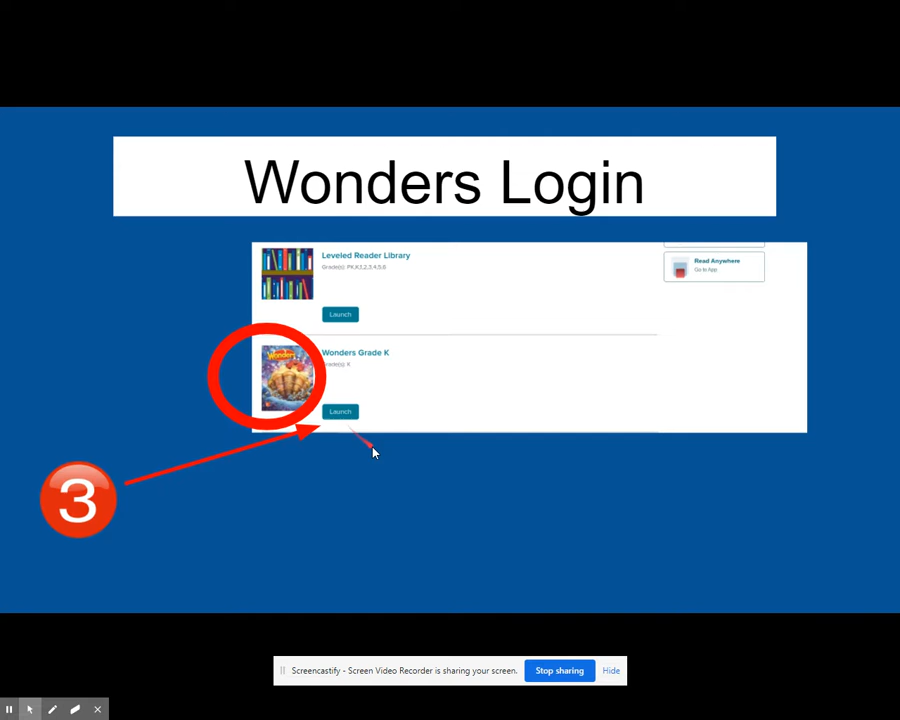 Wonders Login
Leveled Reader Library
Grade(s): PK,K,1,2,3,4,5,6
Launch
Read Anywhere
Go to App
Wonders
Wonders Grade K
Grade(s): K
Launch
3
Screencastify - Screen Video Recorder is sharing your screen.
Stop sharing
Hide